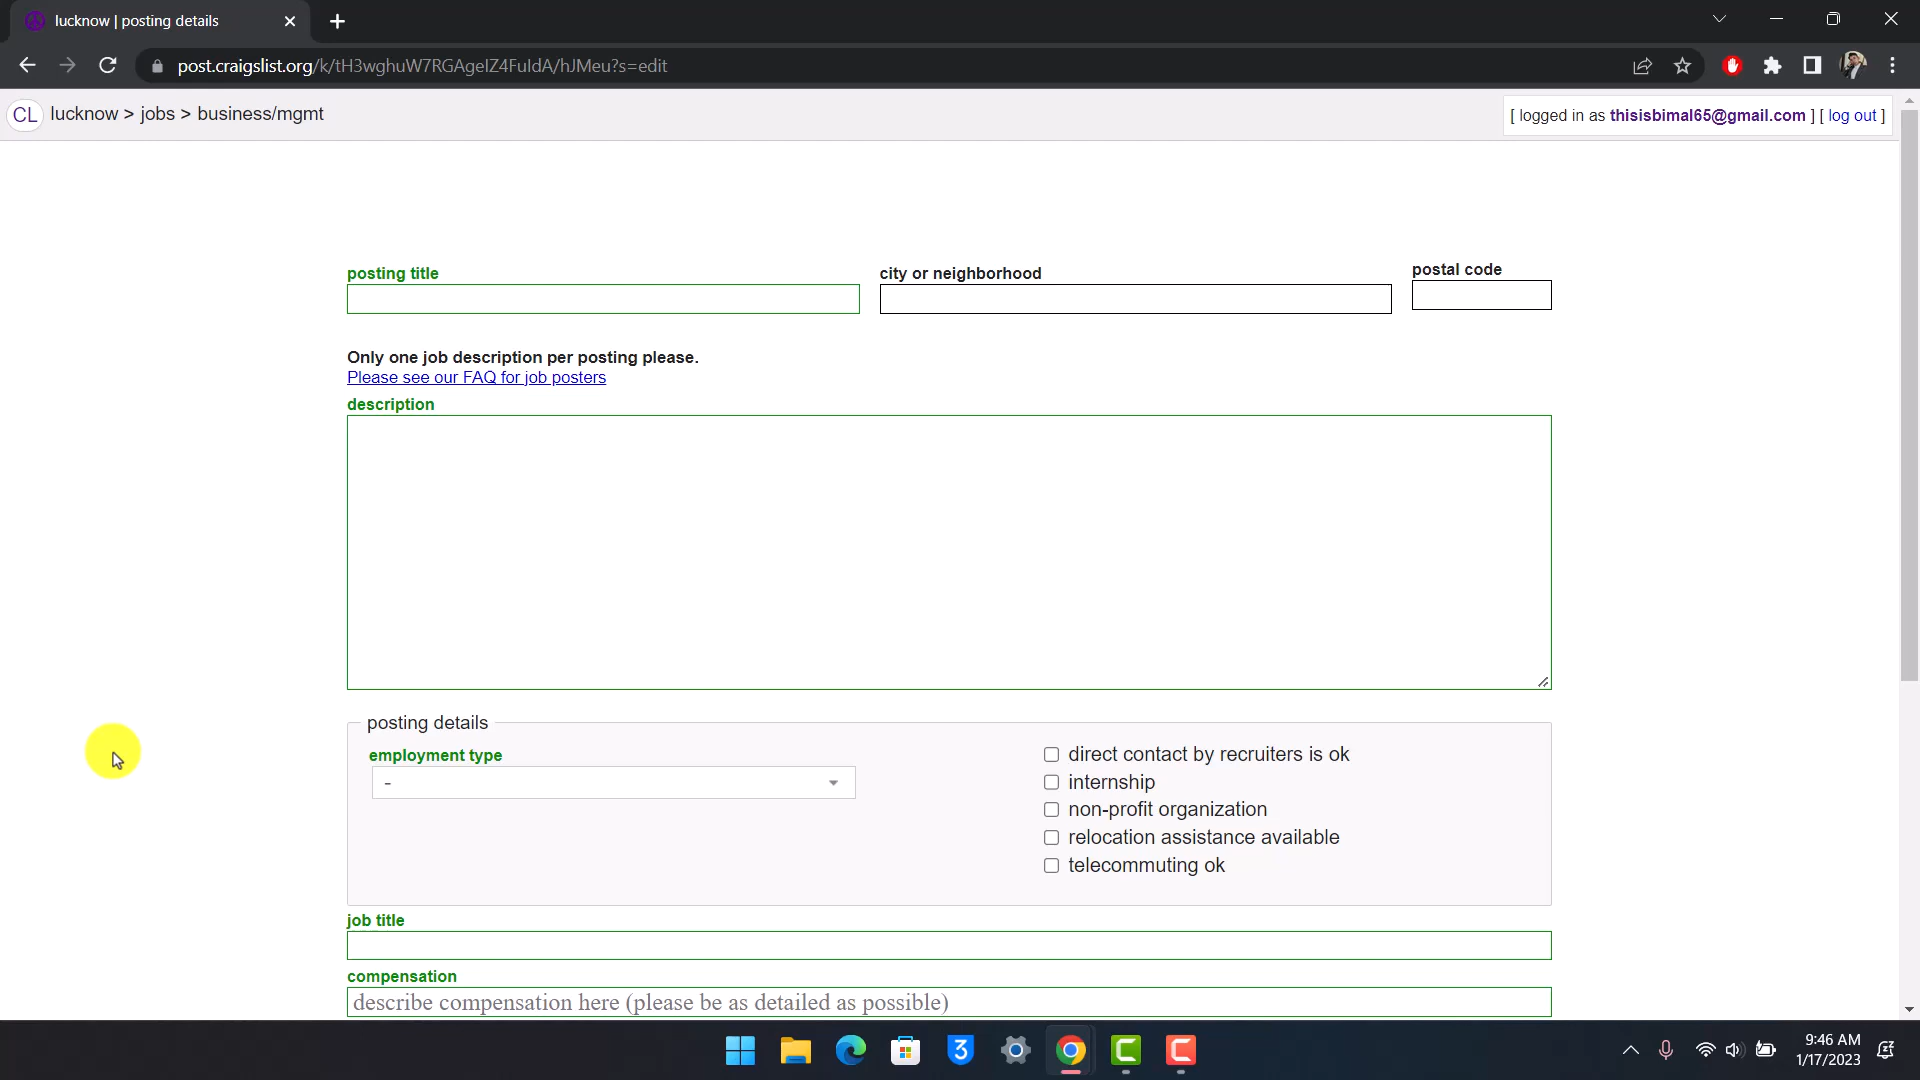 lucknow | posting details
post.craigslist.org/k/tH3wghuW7RGAgeIZ4FuIdA/hJMeu?s=edit
CL lucknow > jobs > business/mgmt
[ logged in as thisisbimal65@gmail.com ] [ log out ]
posting title
city or neighborhood
postal code
Only one job description per posting please.
Please see our FAQ for job posters
description
posting details
employment type
-
direct contact by recruiters is ok
internship
non-profit organization
relocation assistance available
telecommuting ok
job title
compensation
describe compensation here (please be as detailed as possible)
3
9:46 AM
1/17/2023